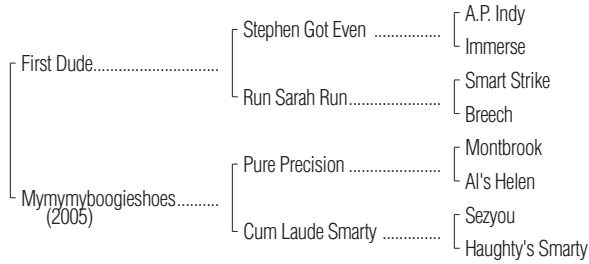 A.P. Indy
Stephen Got Even ................
Immerse
First Dude..............................
Smart Strike
Run Sarah Run......................
Breech
Montbrook
Pure Precision ......................
Al's Helen
Mymymyboogieshoes..........
(2005)
Sezyou
Cum Laude Smarty ..............
Haughty's Smarty